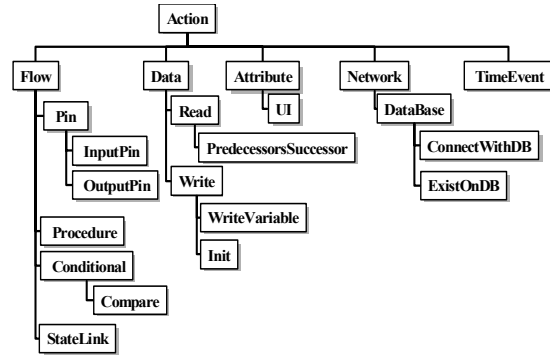 Action
Flow
Data
Attribute
Network
TimeEvent
Pin
InputPin
OutputPin
Procedure
Conditional
Compare
StateLink
Read
PredecessorsSuccessor
Write
WriteVariable
Init
UI
DataBase
ConnectWithDB
ExistOnDB